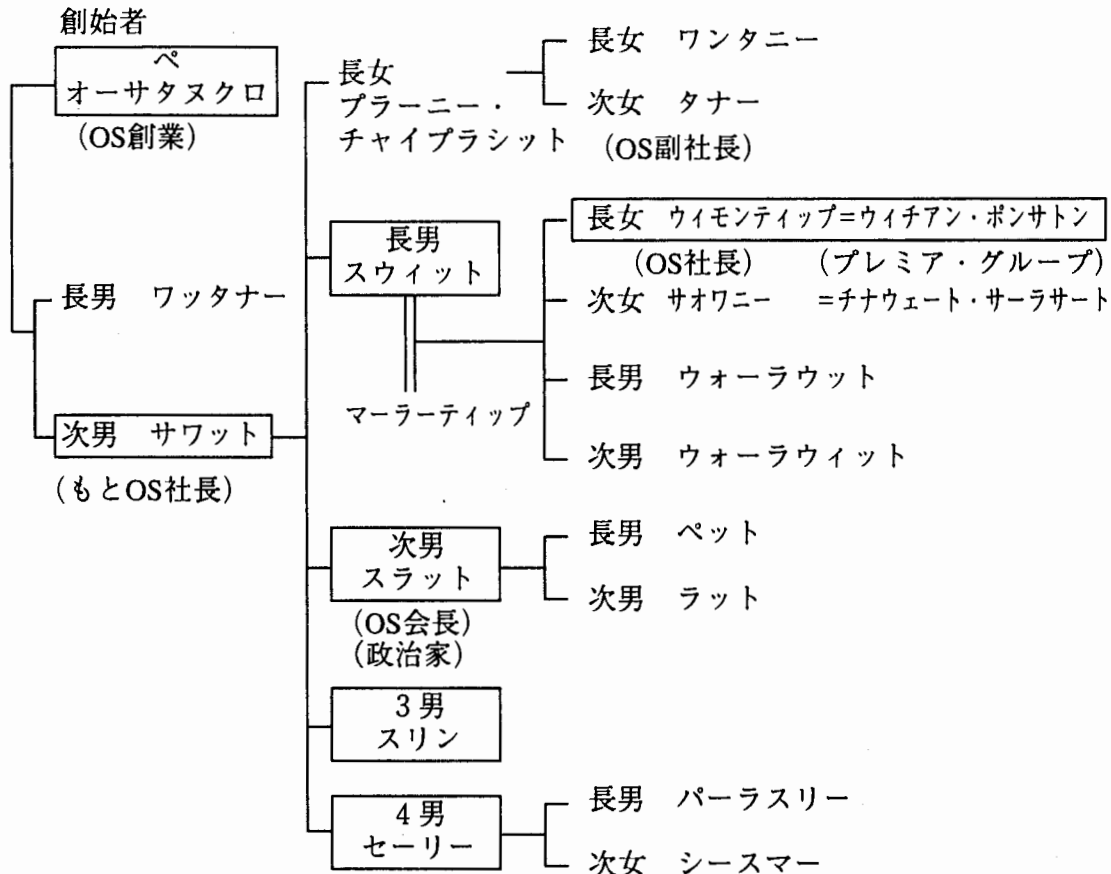 創始者
ペ
オーサタヌクロ
(OS創業)
長男 ワッタナー
次男 サワット
(もとOS社長)
長女
プラーニー・
チャイプラシット
長女 ワンタニー
次女 タナー
(OS副社長)
長男
スウィット
マーラーティップ
長女 ウィモンティップ=ウィチアン・ポンサトン
(OS社長) (プレミア・グループ)
次女 サオワニー =チナウェート・サーラサート
長男 ウォーラウット
次男 ウォーラウィット
次男
スラット
(OS会長)
(政治家)
長男 ペット
次男 ラット
3男
スリン
4男
セーリー
長男 パーラスリー
次女 シースマー